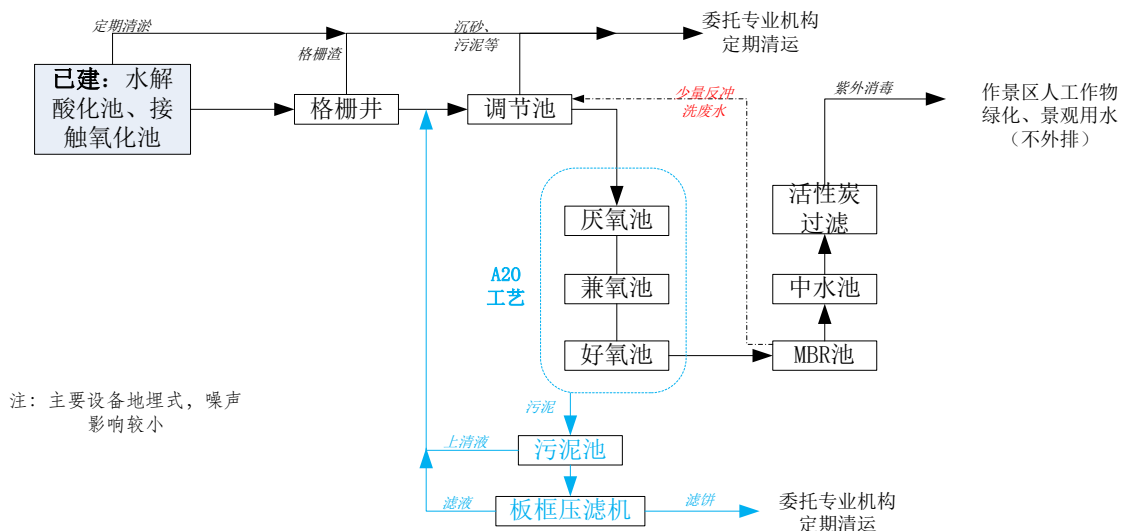 定期清淤
格栅渣
沉砂、
污泥等
委托专业机构
定期清运
已建：水解
酸化池、接
触氧化池
格栅井
调节池
少量反冲
洗废水
紫外消毒
作景区人工作物
绿化、景观用水
（不外排）
活性炭
过滤
厌氧池
A2O
工艺
兼氧池
中水池
好氧池
MBR池
注：主要设备地埋式，噪声
影响较小
污泥
上清液
污泥池
滤液
板框压滤机
滤饼
委托专业机构
定期清运